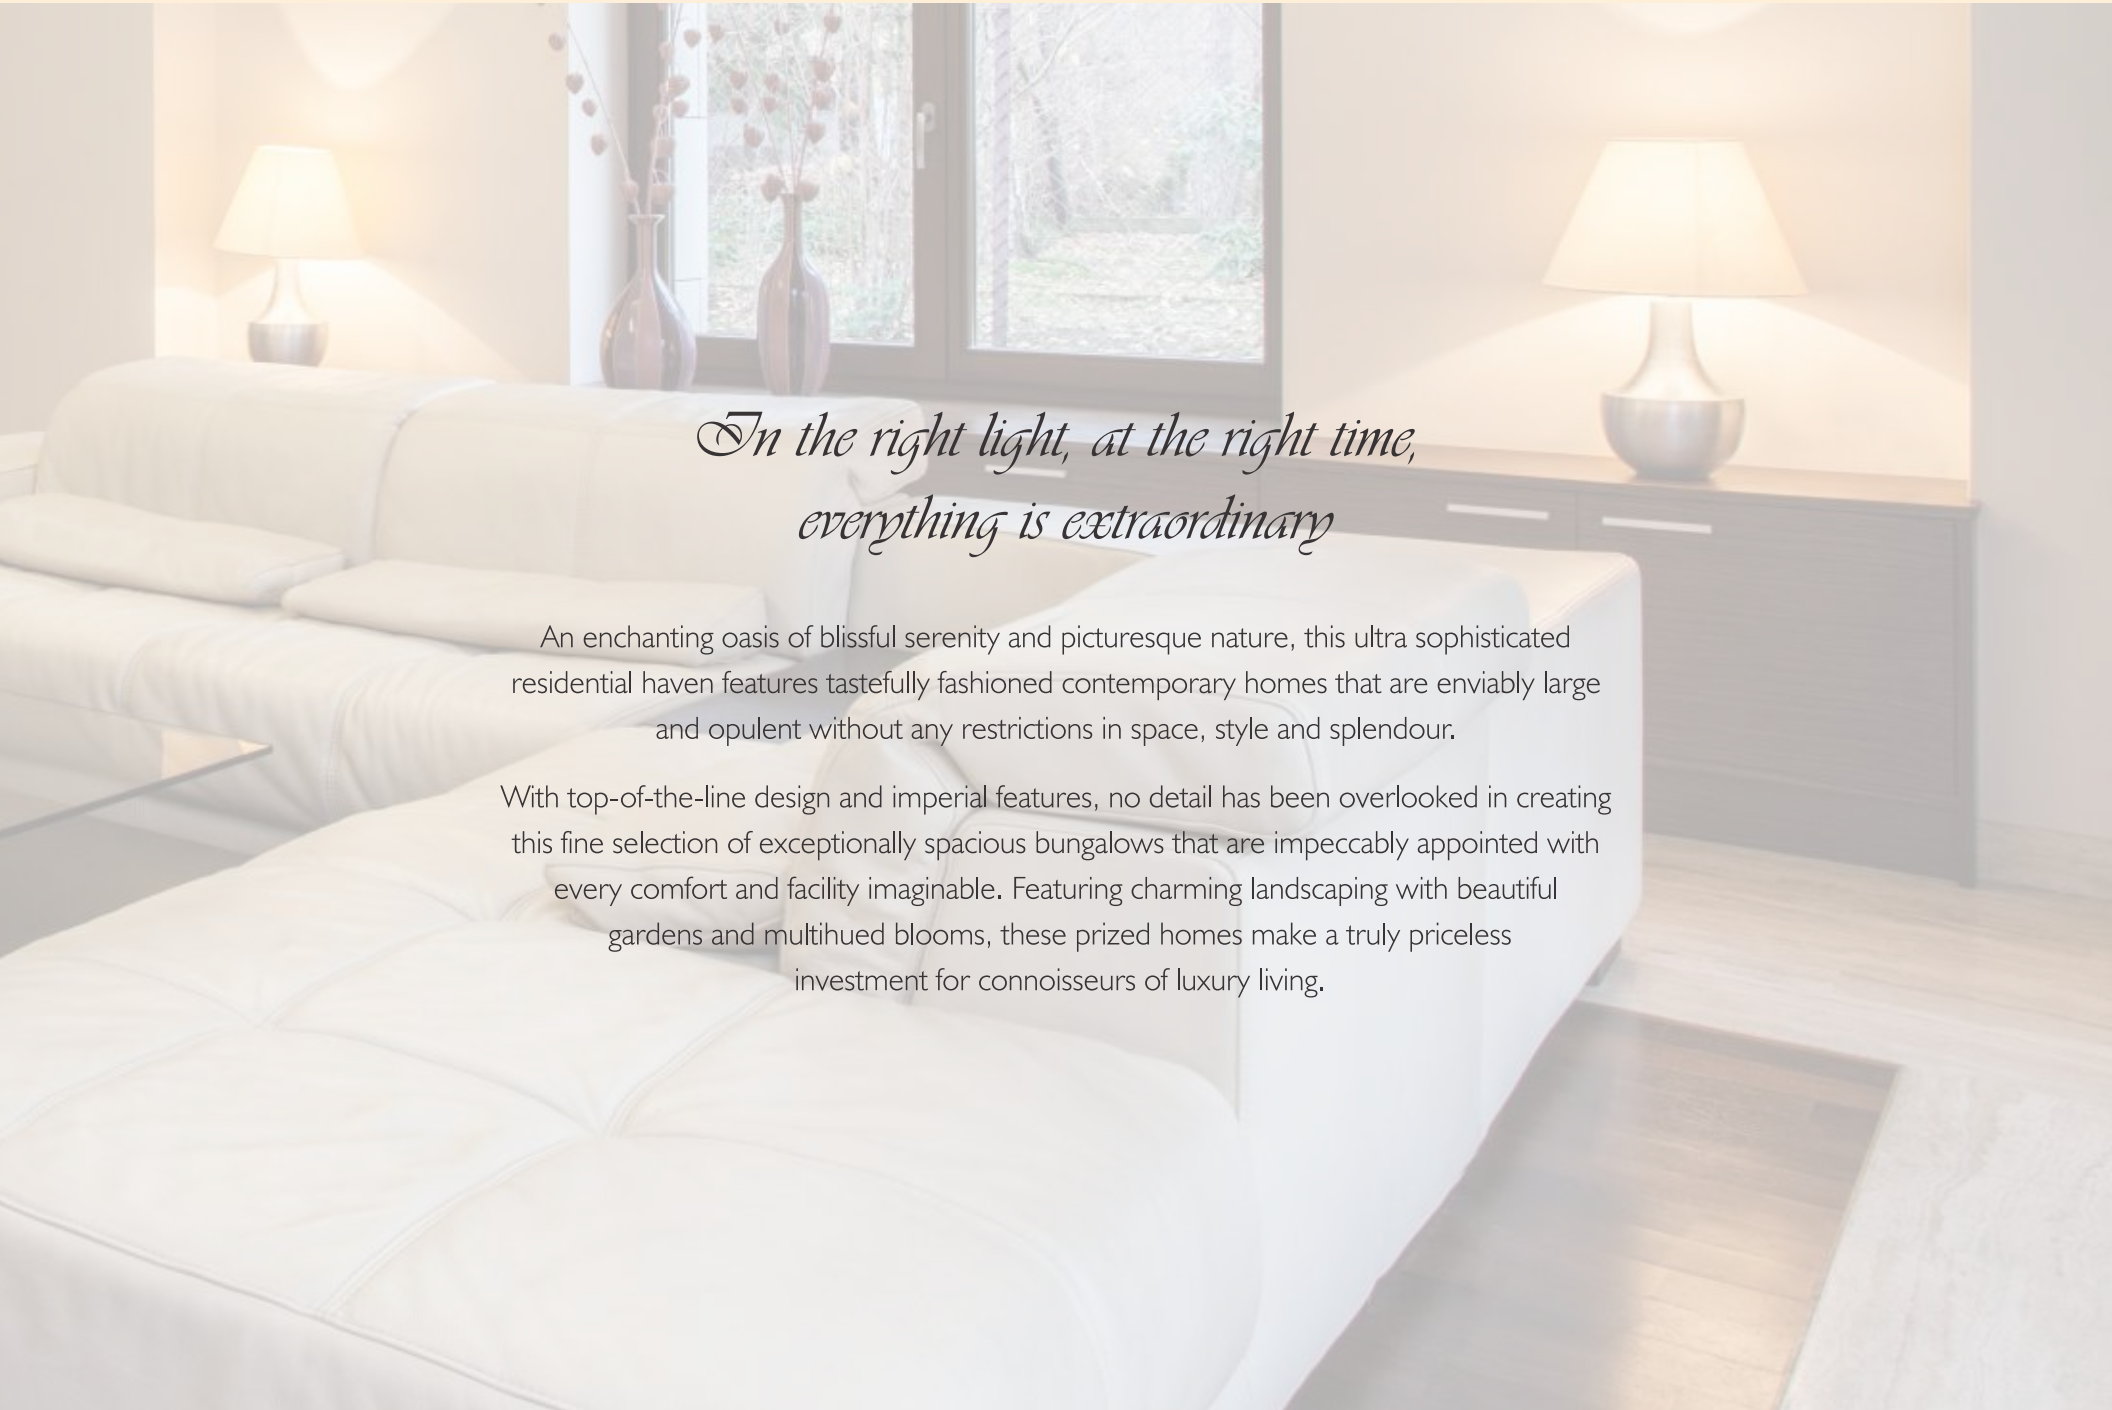 In the right light, at the right time,
everything is extraordinary
An enchanting oasis of blissful serenity and picturesque nature, this ultra sophisticated
residential haven features tastefully fashioned contemporary homes that are enviably large
and opulent without any restrictions in space, style and splendour.
With top-of-the-line design and imperial features, no detail has been overlooked in creating
this fine selection of exceptionally spacious bungalows that are impeccably appointed with
every comfort and facility imaginable. Featuring charming landscaping with beautiful
gardens and multihued blooms, these prized homes make a truly priceless
investment for connoisseurs of luxury living.